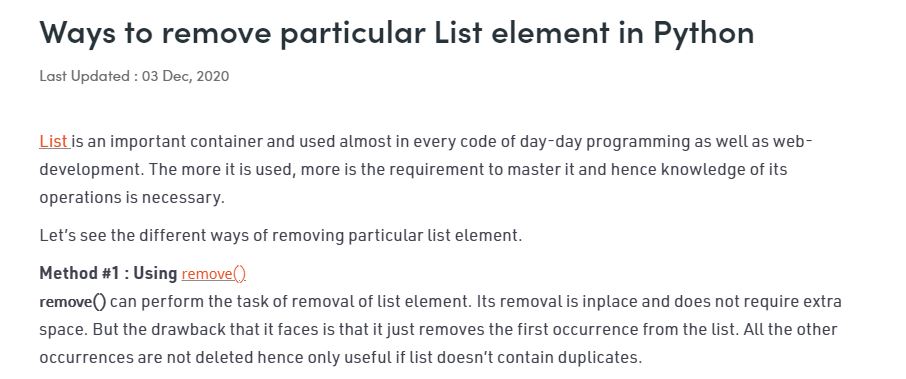 Ways to remove particular List element in Python
Last Updated : 03 Dec, 2020
List is an important container and used almost in every code of day-day programming as well as web-
development. The more it is used, more is the requirement to master it and hence knowledge of its
operations is necessary.
Let's see the different ways of removing particular list element.
Method #1 : Using remove()
remove() can perform the task of removal of list element. Its removal is inplace and does not require extra
space. But the drawback that it faces is that it just removes the first occurrence from the list. All the other
occurrences are not deleted hence only useful if list doesn't contain duplicates.